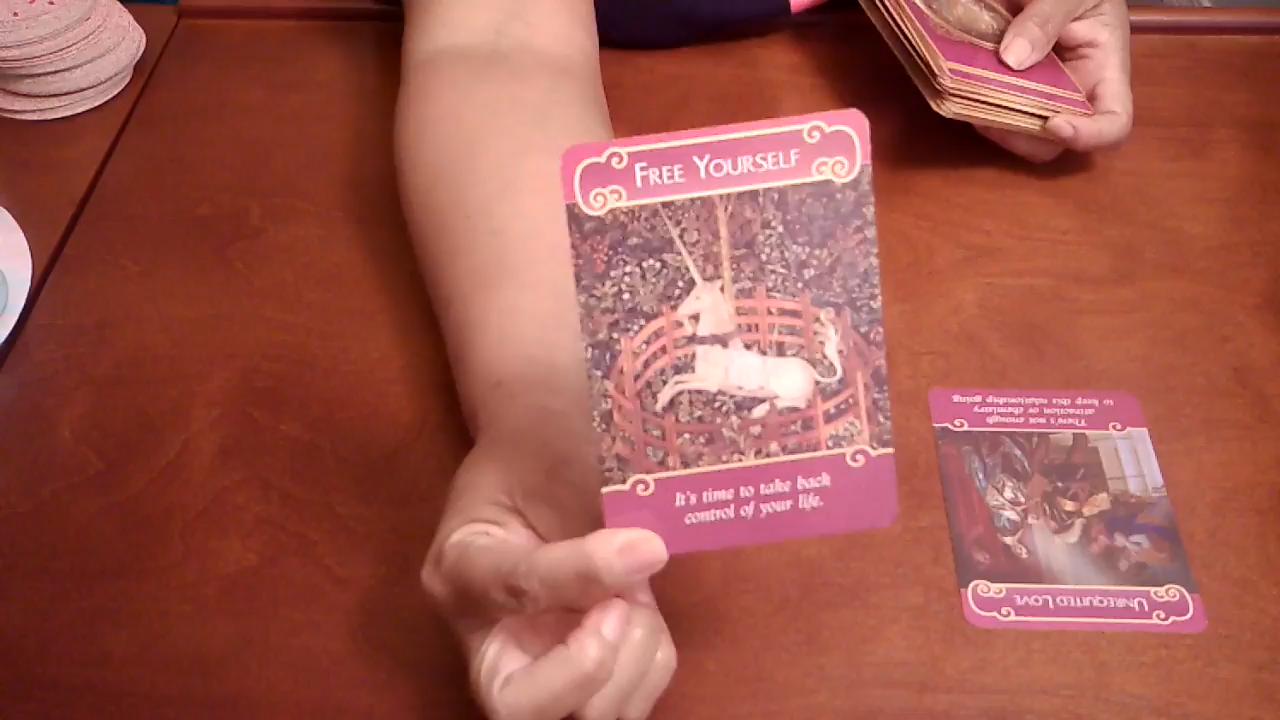 FREE YOURSELF
It's time to take back
control of your life.
UNREQUITED LOVE
There's not enough
attraction or chemistry
to keep this relationship going